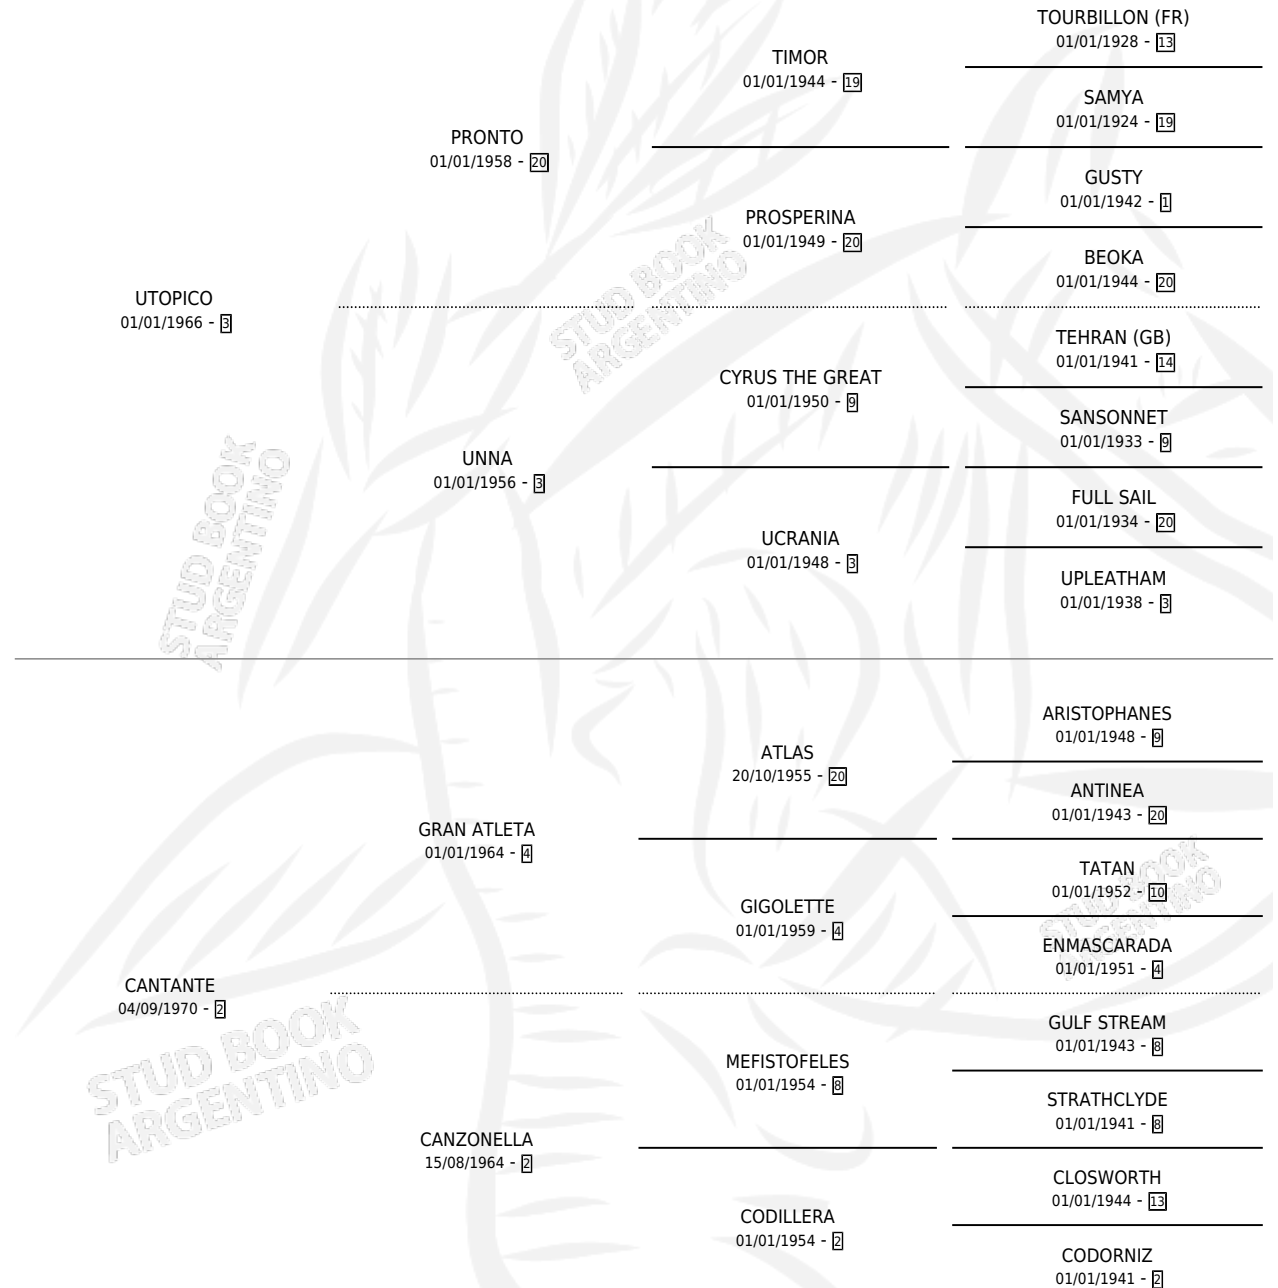 TOURBILLON (FR)
01/01/1928 - 13
TIMOR
01/01/1944 - 19
SAMYA
01/01/1924 - 19
PRONTO
01/01/1958 - 20
GUSTY
01/01/1942 - 1
PROSPERINA
01/01/1949 - 20
BEOKA
01/01/1944 - 20
UTOPICO
01/01/1966 - 3
TEHRAN (GB)
01/01/1941 - 14
CYRUS THE GREAT
01/01/1950 - 9
SANSONNET
01/01/1933 - 9
UNNA
01/01/1956 - 3
FULL SAIL
01/01/1934 - 20
UCRANIA
01/01/1948 - 3
UPLEATHAM
01/01/1938 - 3
ARISTOPHANES
01/01/1948 - 9
ATLAS
20/10/1955 - 20
ANTINEA
01/01/1943 - 20
GRAN ATLETA
01/01/1964 - 4
TATAN
01/01/1952 - 10
GIGOLETTE
01/01/1959 - 4
ENMASCARADA
01/01/1951 - 4
CANTANTE
04/09/1970 - 2
GULF STREAM
01/01/1943 - 8
MEFISTOFELES
01/01/1954 - 8
STRATHCLYDE
01/01/1941 - 8
CANZONELLA
15/08/1964 - 2
CLOSWORTH
01/01/1944 - 13
CODILLERA
01/01/1954 - 2
CODORNIZ
01/01/1941 - 2
STUD BOOK
ARGENTINO
STUD BOOK
ARGENTINO
STUD BOOK
ARGENTINO
STUD BOOK
ARGENTINO